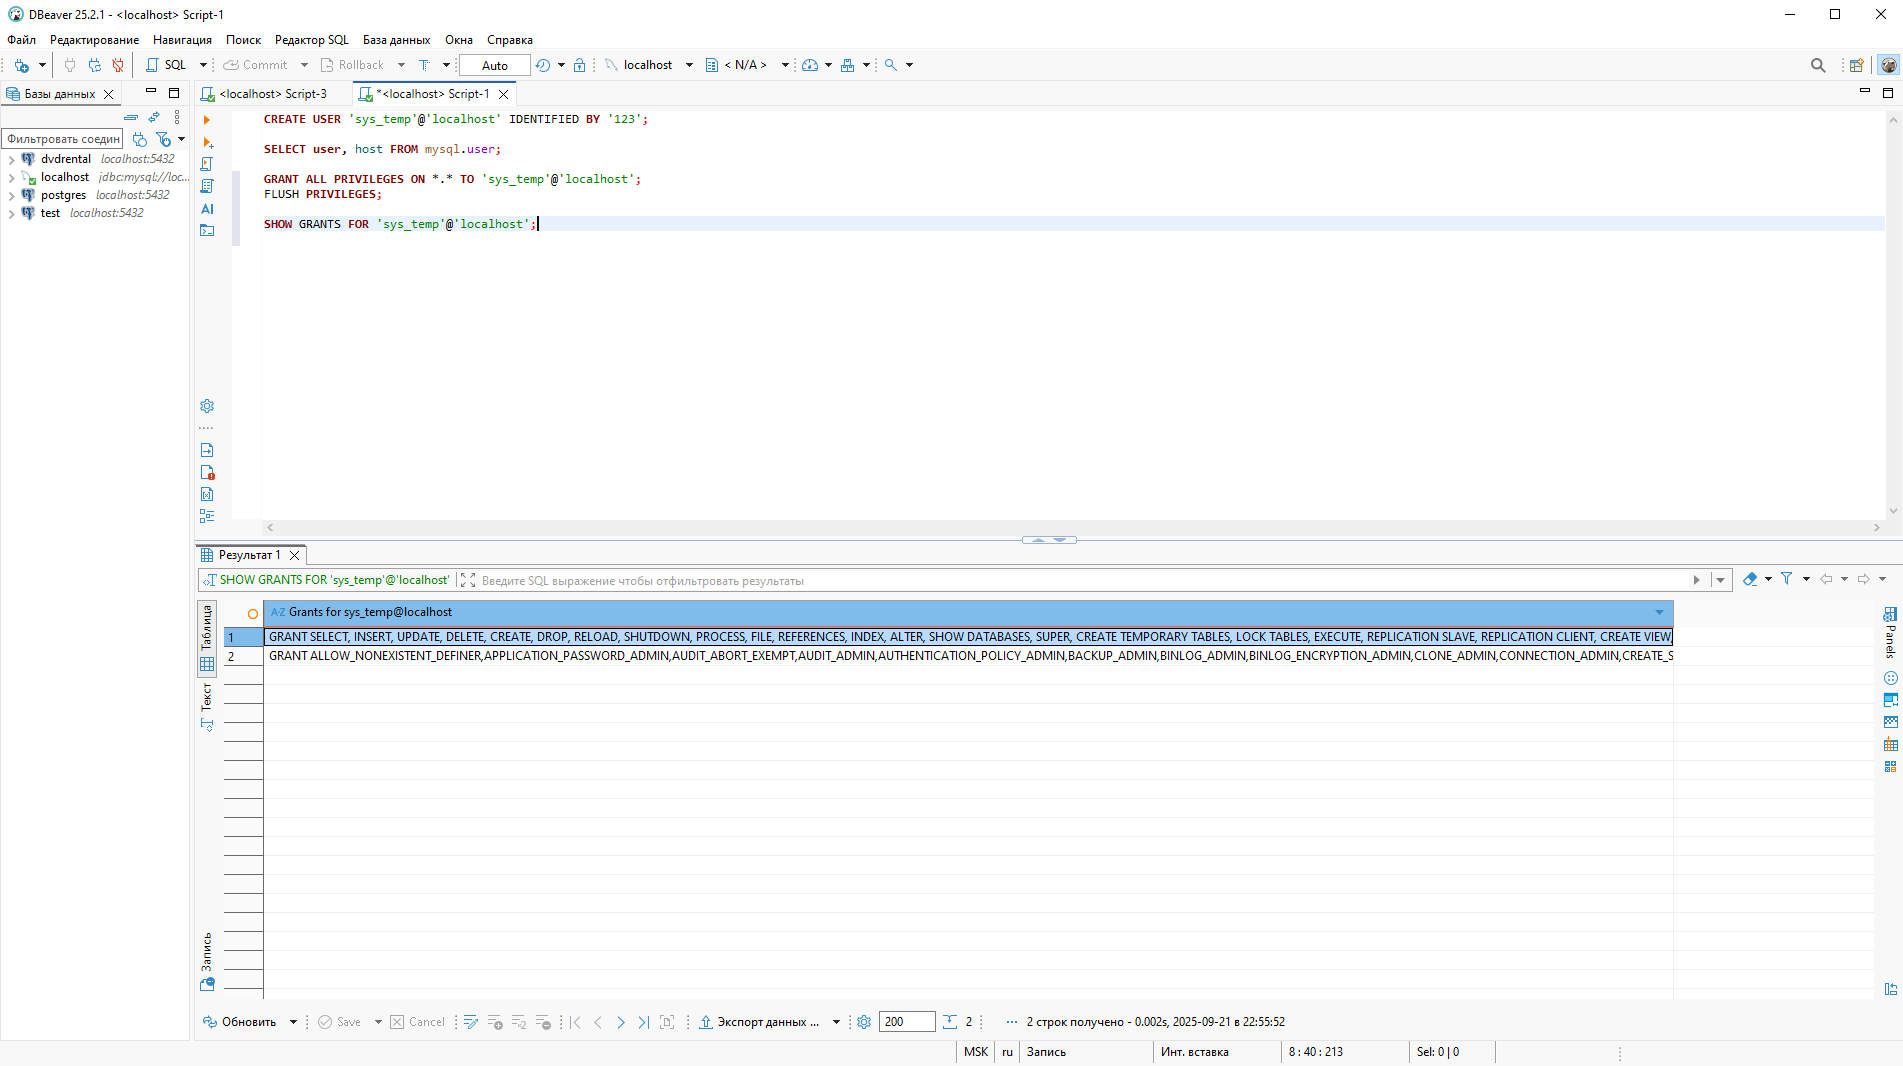 DBeaver 25.2.1 - <localhost> Script-1
Файл Редактирование Навигация Поиск Редактор SQL База данных Окна Справка
SQL Commit Rollback T Auto localhost < N/A >
Базы данных
<localhost> Script-3
*<localhost> Script-1
Фильтровать соедин
dvdrental localhost:5432
localhost jdbc:mysql://loc...
postgres localhost:5432
test localhost:5432
AI
CREATE USER 'sys_temp'@'localhost' IDENTIFIED BY '123';
SELECT user, host FROM mysql.user;
GRANT ALL PRIVILEGES ON *.* TO 'sys_temp'@'localhost';
FLUSH PRIVILEGES;
SHOW GRANTS FOR 'sys_temp'@'localhost';
Результат 1
SHOW GRANTS FOR 'sys_temp'@'localhost' Введите SQL выражение чтобы отфильтровать результаты
Таблица
Текст
Запись
A-Z Grants for sys_temp@localhost
1 GRANT SELECT, INSERT, UPDATE, DELETE, CREATE, DROP, RELOAD, SHUTDOWN, PROCESS, FILE, REFERENCES, INDEX, ALTER, SHOW DATABASES, SUPER, CREATE TEMPORARY TABLES, LOCK TABLES, EXECUTE, REPLICATION SLAVE, REPLICATION CLIENT, CREATE VIEW,
2 GRANT ALLOW_NONEXISTENT_DEFINER,APPLICATION_PASSWORD_ADMIN,AUDIT_ABORT_EXEMPT,AUDIT_ADMIN,AUTHENTICATION_POLICY_ADMIN,BACKUP_ADMIN,BINLOG_ADMIN,BINLOG_ENCRYPTION_ADMIN,CLONE_ADMIN,CONNECTION_ADMIN,CREATE_S
Panels
Обновить Save Cancel Экспорт данных ... 200 2 ... 2 строк получено - 0.002s, 2025-09-21 в 22:55:52
MSK ru Запись Инт. вставка 8 : 40 : 213 Sel: 0 | 0